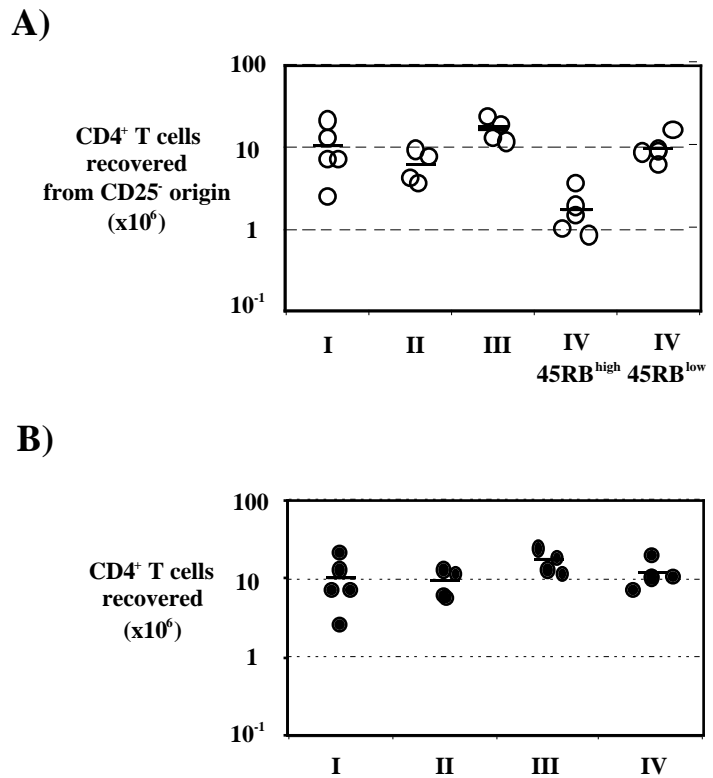 A)
100
CD4⁺ T cells
recovered
from CD25⁻ origin
(x10⁶)
10
1
10⁻¹
I II III IV IV
45RBʰⁱᵍʰ 45RBˡᵒʷ
B)
100
CD4⁺ T cells
recovered
(x10⁶)
10
1
10⁻¹
I II III IV